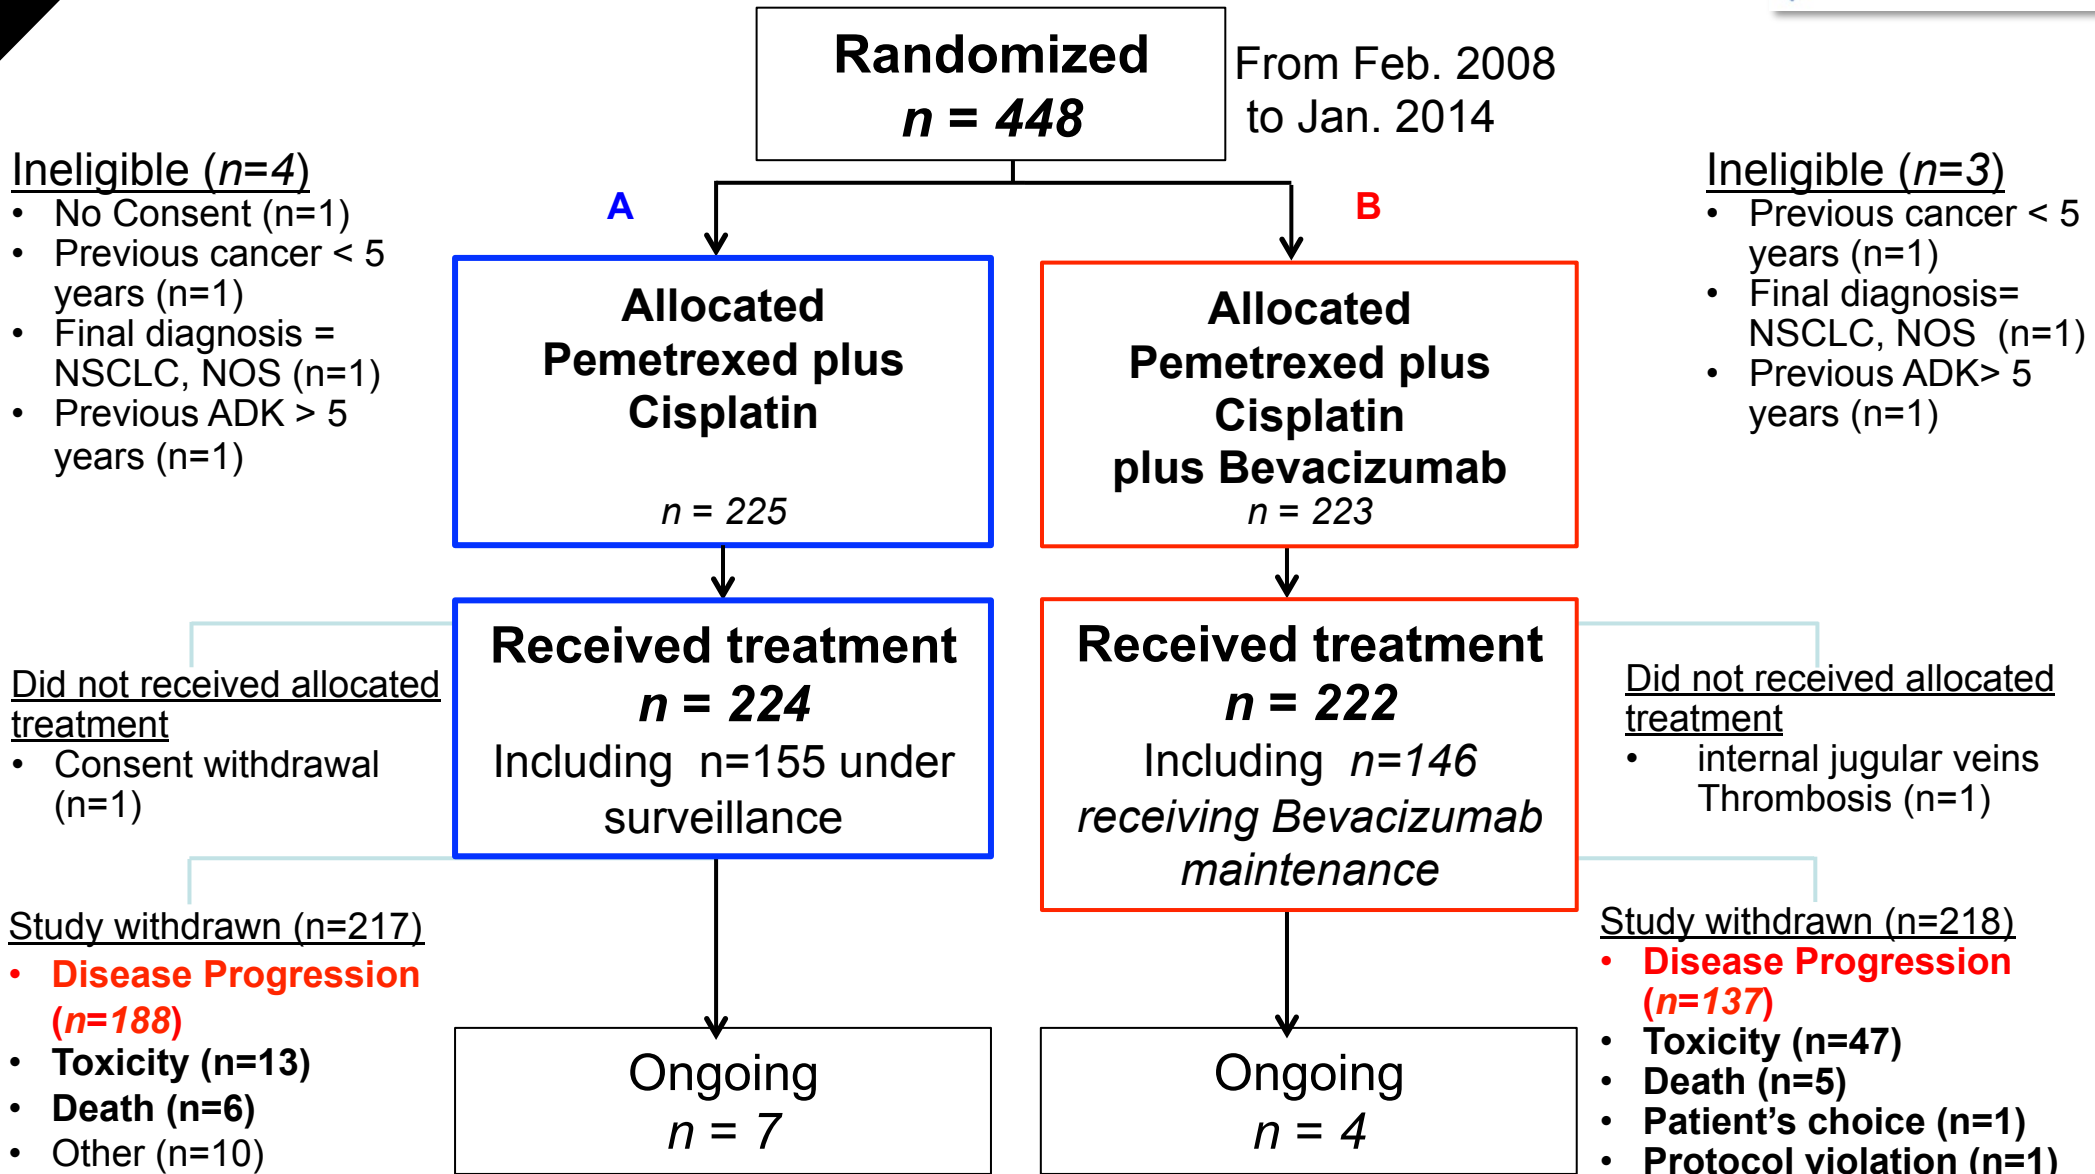 Randomized
n = 448
From Feb. 2008
to Jan. 2014
Ineligible (n=4)
• No Consent (n=1)
• Previous cancer < 5
years (n=1)
• Final diagnosis =
NSCLC, NOS (n=1)
• Previous ADK > 5
years (n=1)
A
B
Ineligible (n=3)
• Previous cancer < 5
years (n=1)
• Final diagnosis=
NSCLC, NOS (n=1)
• Previous ADK> 5
years (n=1)
Allocated
Pemetrexed plus
Cisplatin
n = 225
Allocated
Pemetrexed plus
Cisplatin
plus Bevacizumab
n = 223
Did not received allocated
treatment
• Consent withdrawal
(n=1)
Received treatment
n = 224
Including n=155 under
surveillance
Received treatment
n = 222
Including n=146
receiving Bevacizumab
maintenance
Did not received allocated
treatment
• internal jugular veins
Thrombosis (n=1)
Study withdrawn (n=217)
• Disease Progression
(n=188)
• Toxicity (n=13)
• Death (n=6)
• Other (n=10)
Ongoing
n = 7
Ongoing
n = 4
Study withdrawn (n=218)
• Disease Progression
(n=137)
• Toxicity (n=47)
• Death (n=5)
• Patient’s choice (n=1)
• Protocol violation (n=1)